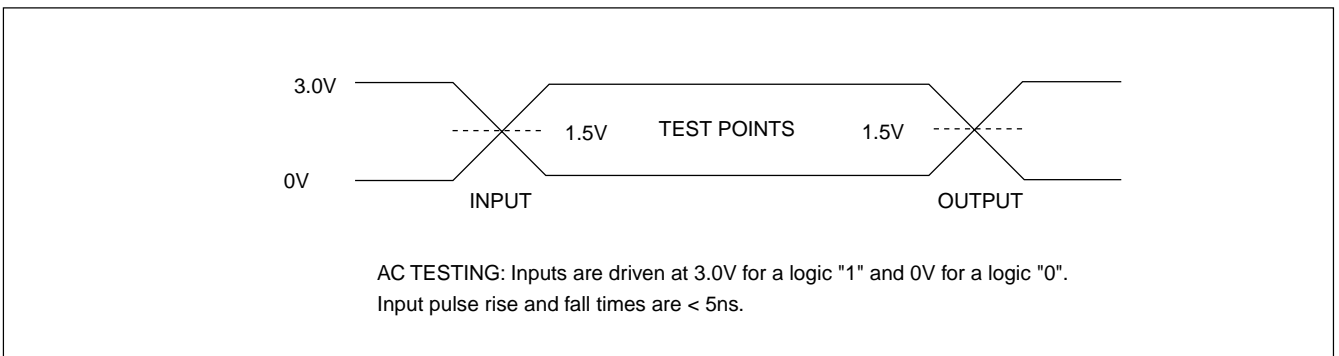 3.0V
1.5V TEST POINTS 1.5V
0V
INPUT OUTPUT
AC TESTING: Inputs are driven at 3.0V for a logic "1" and 0V for a logic "0".
Input pulse rise and fall times are < 5ns.